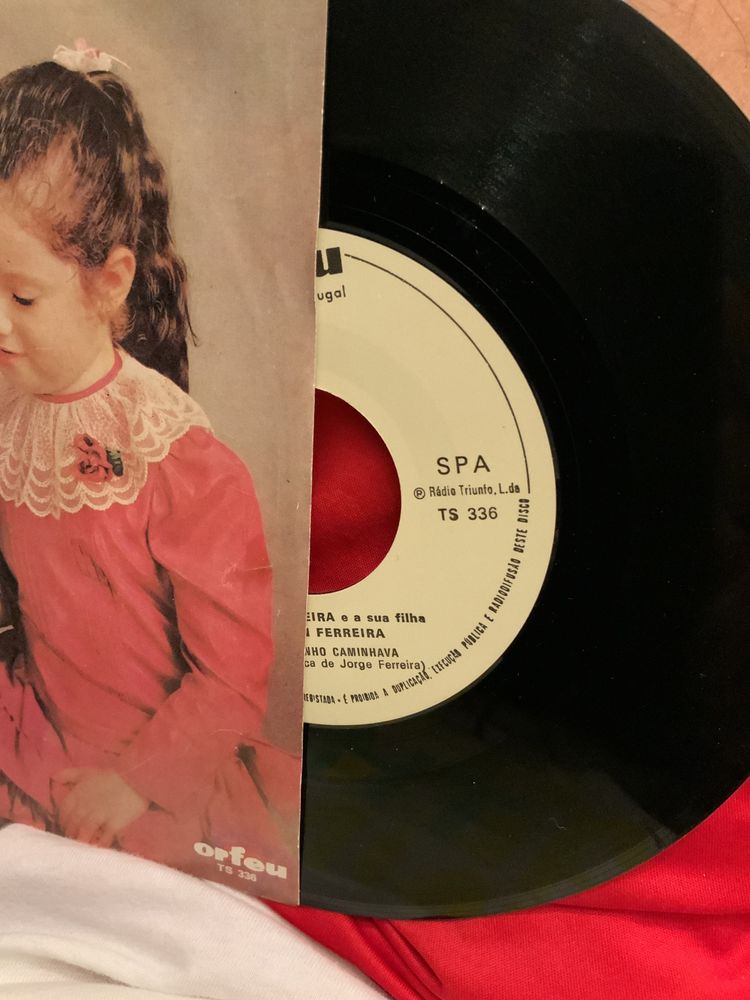 u
ugal
SPA
℗ Rádio Triunfo, L.da
TS 336
EIRA e a sua filha
FERREIRA
NHO CAMINHAVA
ca de Jorge Ferreira)
REGISTADA • É PROIBIDA A DUPLICAÇÃO, EXECUÇÃO PÚBLICA E RADIODIFUSÃO DESTE DISCO
orfeu
TS 336